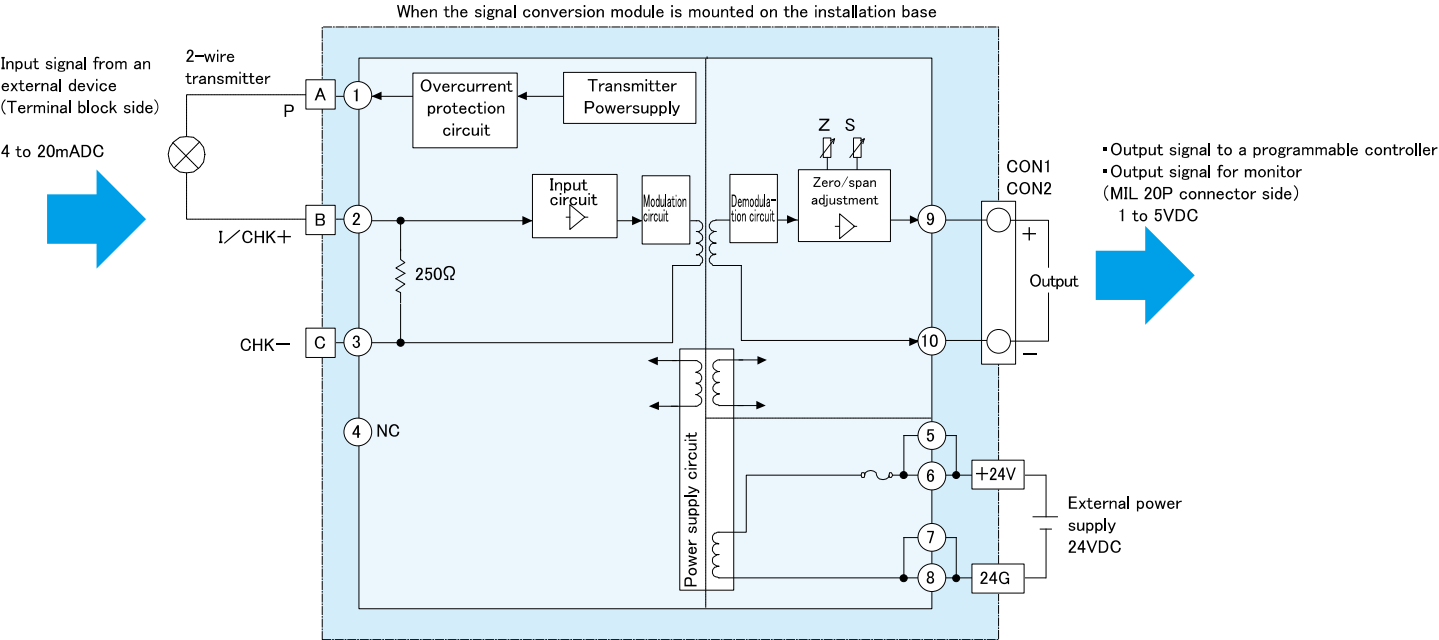 When the signal conversion module is mounted on the installation base
Input signal from an
external device
(Terminal block side)
4 to 20mADC
2-wire
transmitter
P
A
1
Overcurrent
protection
circuit
Transmitter
Powersupply
I/CHK+
B
2
250Ω
Input
circuit
Modulation
circuit
Demodula-
tion circuit
Z S
Zero/span
adjustment
9
CON1
CON2
+
Output
-
10
CHK-
C
3
4 NC
Power supply circuit
5
6
+24V
7
8
24G
External power
supply
24VDC
▪Output signal to a programmable controller
▪Output signal for monitor
(MIL 20P connector side)
1 to 5VDC